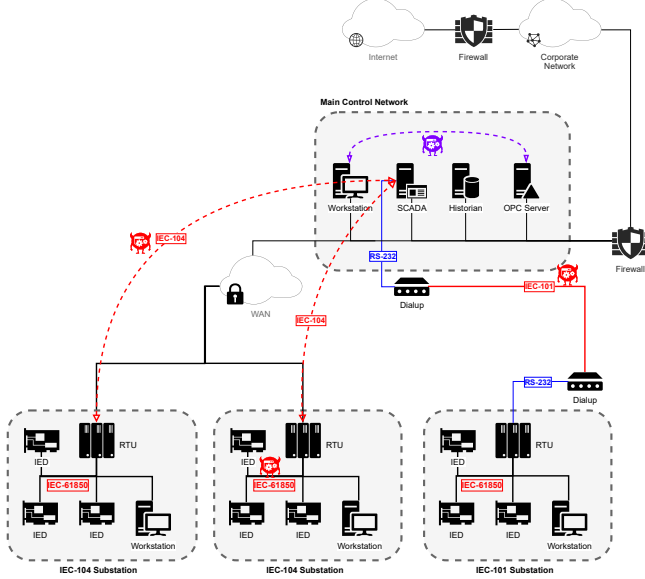 Internet
Firewall
Corporate
Network
Main Control Network
Workstation
SCADA
Historian
OPC Server
IEC-104
RS-232
Firewall
WAN
IEC-101
Dialup
IEC-104
RS-232
Dialup
RTU
RTU
RTU
IED
IED
IED
IEC-61850
IEC-61850
IEC-61850
IED
IED
Workstation
IED
IED
Workstation
IED
IED
Workstation
IEC-104 Substation
IEC-104 Substation
IEC-101 Substation